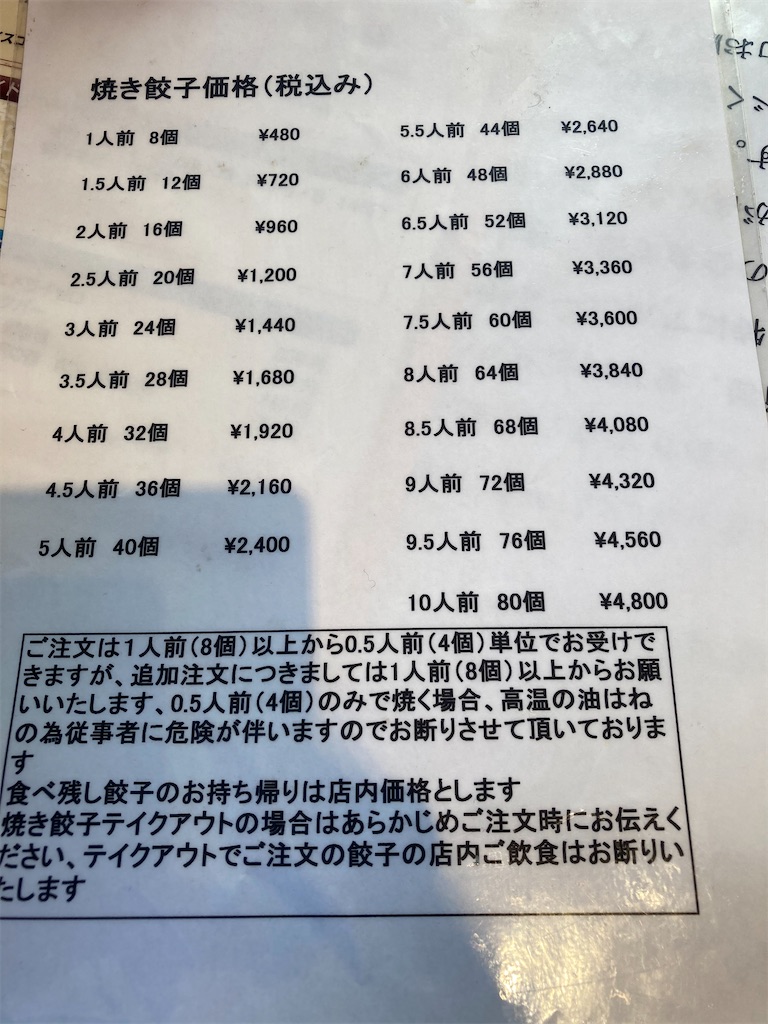 焼き餃子価格(税込み)
1人前 8個 ¥480
1.5人前 12個 ¥720
2人前 16個 ¥960
2.5人前 20個 ¥1,200
3人前 24個 ¥1,440
3.5人前 28個 ¥1,680
4人前 32個 ¥1,920
4.5人前 36個 ¥2,160
5人前 40個 ¥2,400
5.5人前 44個 ¥2,640
6人前 48個 ¥2,880
6.5人前 52個 ¥3,120
7人前 56個 ¥3,360
7.5人前 60個 ¥3,600
8人前 64個 ¥3,840
8.5人前 68個 ¥4,080
9人前 72個 ¥4,320
9.5人前 76個 ¥4,560
10人前 80個 ¥4,800
ご注文は1人前(8個)以上から0.5人前(4個)単位でお受けで
きますが、追加注文につきましては1人前(8個)以上からお願
いいたします、0.5人前(4個)のみで焼く場合、高温の油はね
の為従事者に危険が伴いますのでお断りさせて頂いておりま
す
食べ残し餃子のお持ち帰りは店内価格とします
焼き餃子テイクアウトの場合はあらかじめご注文時にお伝えく
ださい、テイクアウトでご注文の餃子の店内ご飲食はお断りい
たします